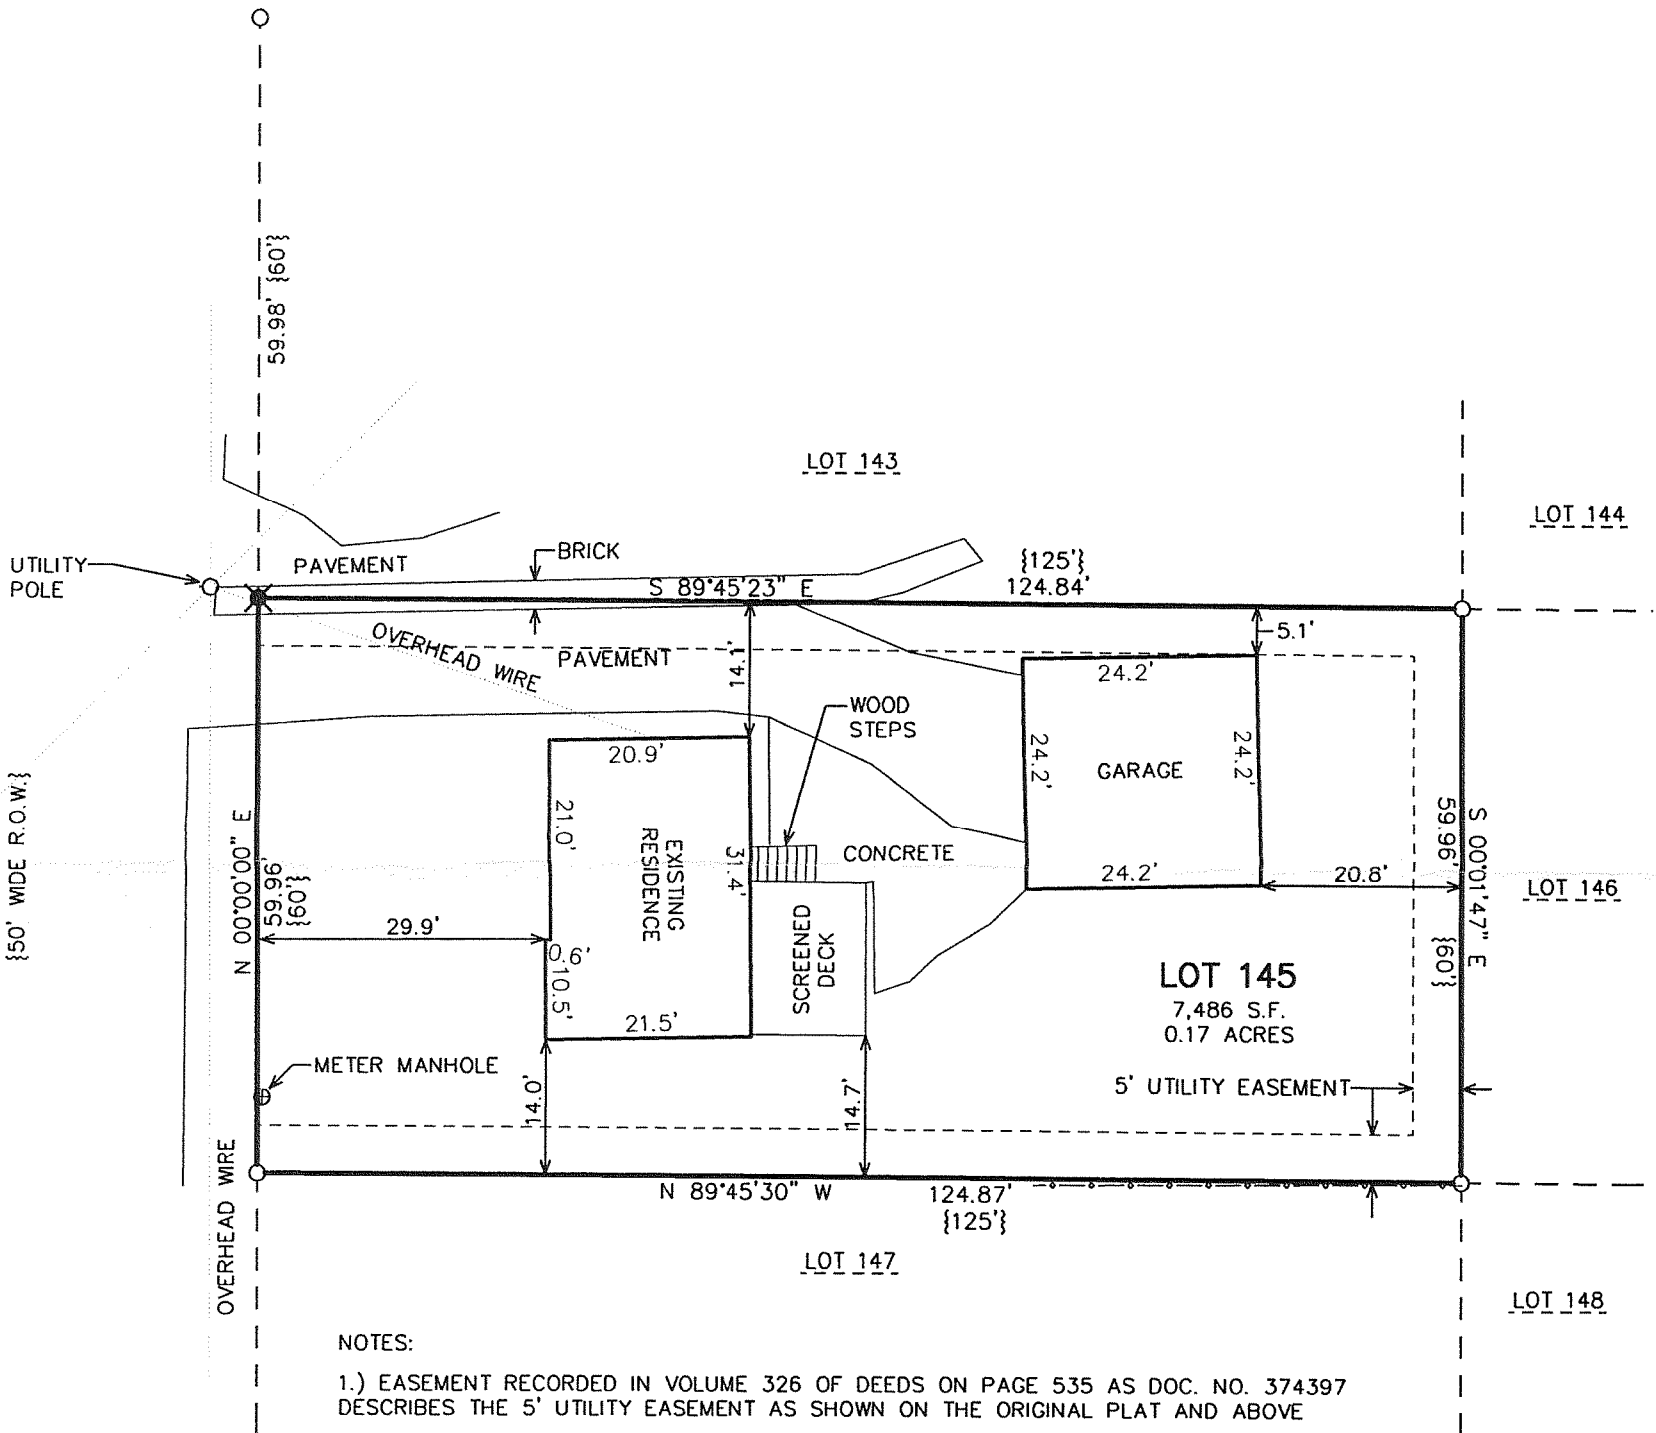 59.98' {60'}
LOT 143
LOT 144
UTILITY
POLE
PAVEMENT
BRICK
S 89°45'23" E
{125'}
124.84'
OVERHEAD WIRE
PAVEMENT
14.1'
5.1'
24.2'
WOOD
STEPS
20.9'
24.2'
24.2'
GARAGE
{50' WIDE R.O.W.}
N 00°00'00" E
59.96'
{60'}
21.0'
EXISTING
RESIDENCE
31.4'
CONCRETE
24.2'
20.8'
59.96'
S 00°01'47" E
{60'}
LOT 146
29.9'
0.6'
10.5'
SCREENED
DECK
LOT 145
7,486 S.F.
0.17 ACRES
21.5'
METER MANHOLE
14.0'
14.7'
5' UTILITY EASEMENT
OVERHEAD WIRE
N 89°45'30" W
124.87'
{125'}
LOT 147
LOT 148
NOTES:
1.) EASEMENT RECORDED IN VOLUME 326 OF DEEDS ON PAGE 535 AS DOC. NO. 374397
DESCRIBES THE 5' UTILITY EASEMENT AS SHOWN ON THE ORIGINAL PLAT AND ABOVE